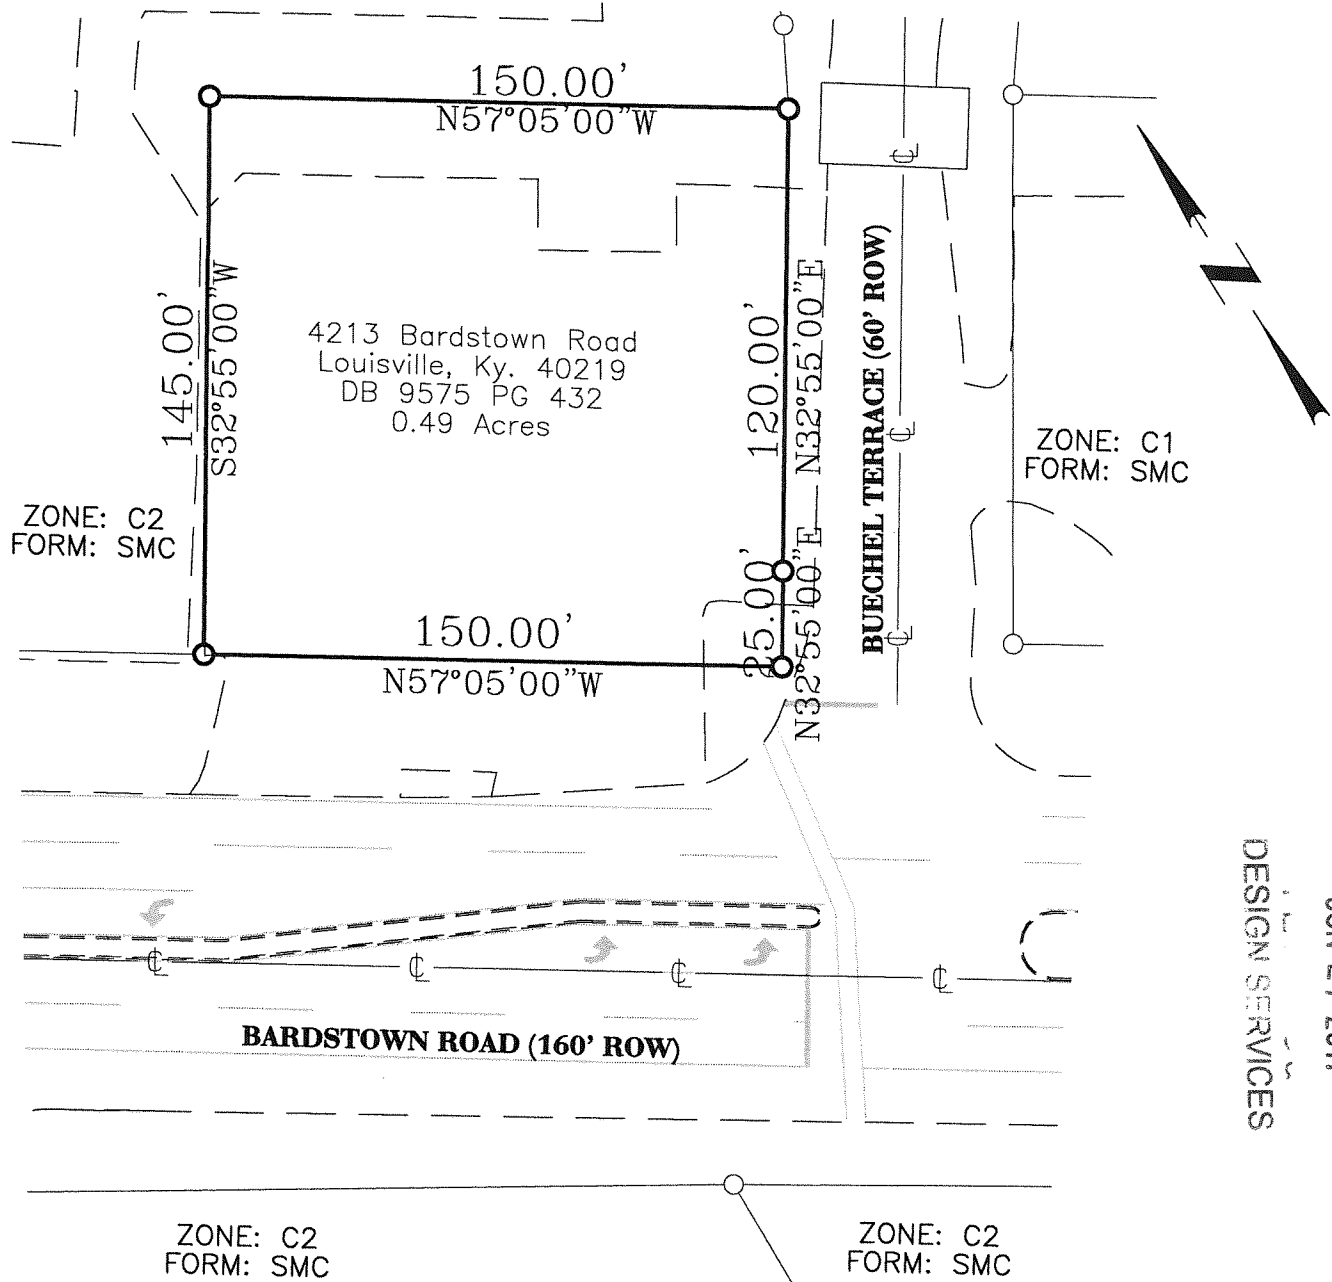 150.00'
N57°05'00"W
145.00'
S32°55'00"W
4213 Bardstown Road
Louisville, Ky. 40219
DB 9575 PG 432
0.49 Acres
120.00'
N32°55'00"E
25.00'
N32°55'00"E
BUECHEL TERRACE (60' ROW)
ZONE: C1
FORM: SMC
ZONE: C2
FORM: SMC
150.00'
N57°05'00"W
N
BARDSTOWN ROAD (160' ROW)
DESIGN SERVICES
ZONE: C2
FORM: SMC
ZONE: C2
FORM: SMC